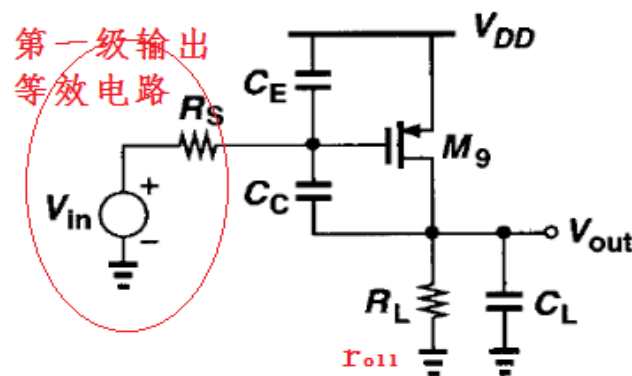 第一级输出
等效电路
V_DD
C_E
R_S
M_9
C_C
V_in
+
−
V_out
R_L
C_L
r_o11